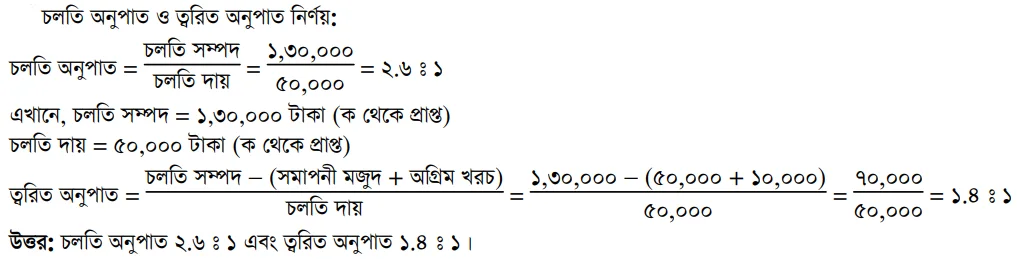 চলতি অনুপাত ও ত্বরিত অনুপাত নির্ণয়:
চলতি অনুপাত = চলতি সম্পদ / চলতি দায় = ১,৩০,০০০ / ৫০,০০০ = ২.৬ ঃ ১
এখানে, চলতি সম্পদ = ১,৩০,০০০ টাকা (ক থেকে প্রাপ্ত)
চলতি দায় = ৫০,০০০ টাকা (ক থেকে প্রাপ্ত)
ত্বরিত অনুপাত = চলতি সম্পদ − (সমাপনী মজুদ + অগ্রিম খরচ) / চলতি দায় = ১,৩০,০০০ − (৫০,০০০ + ১০,০০০) / ৫০,০০০ = ৭০,০০০ / ৫০,০০০ = ১.৪ ঃ ১
উত্তর: চলতি অনুপাত ২.৬ ঃ ১ এবং ত্বরিত অনুপাত ১.৪ ঃ ১।